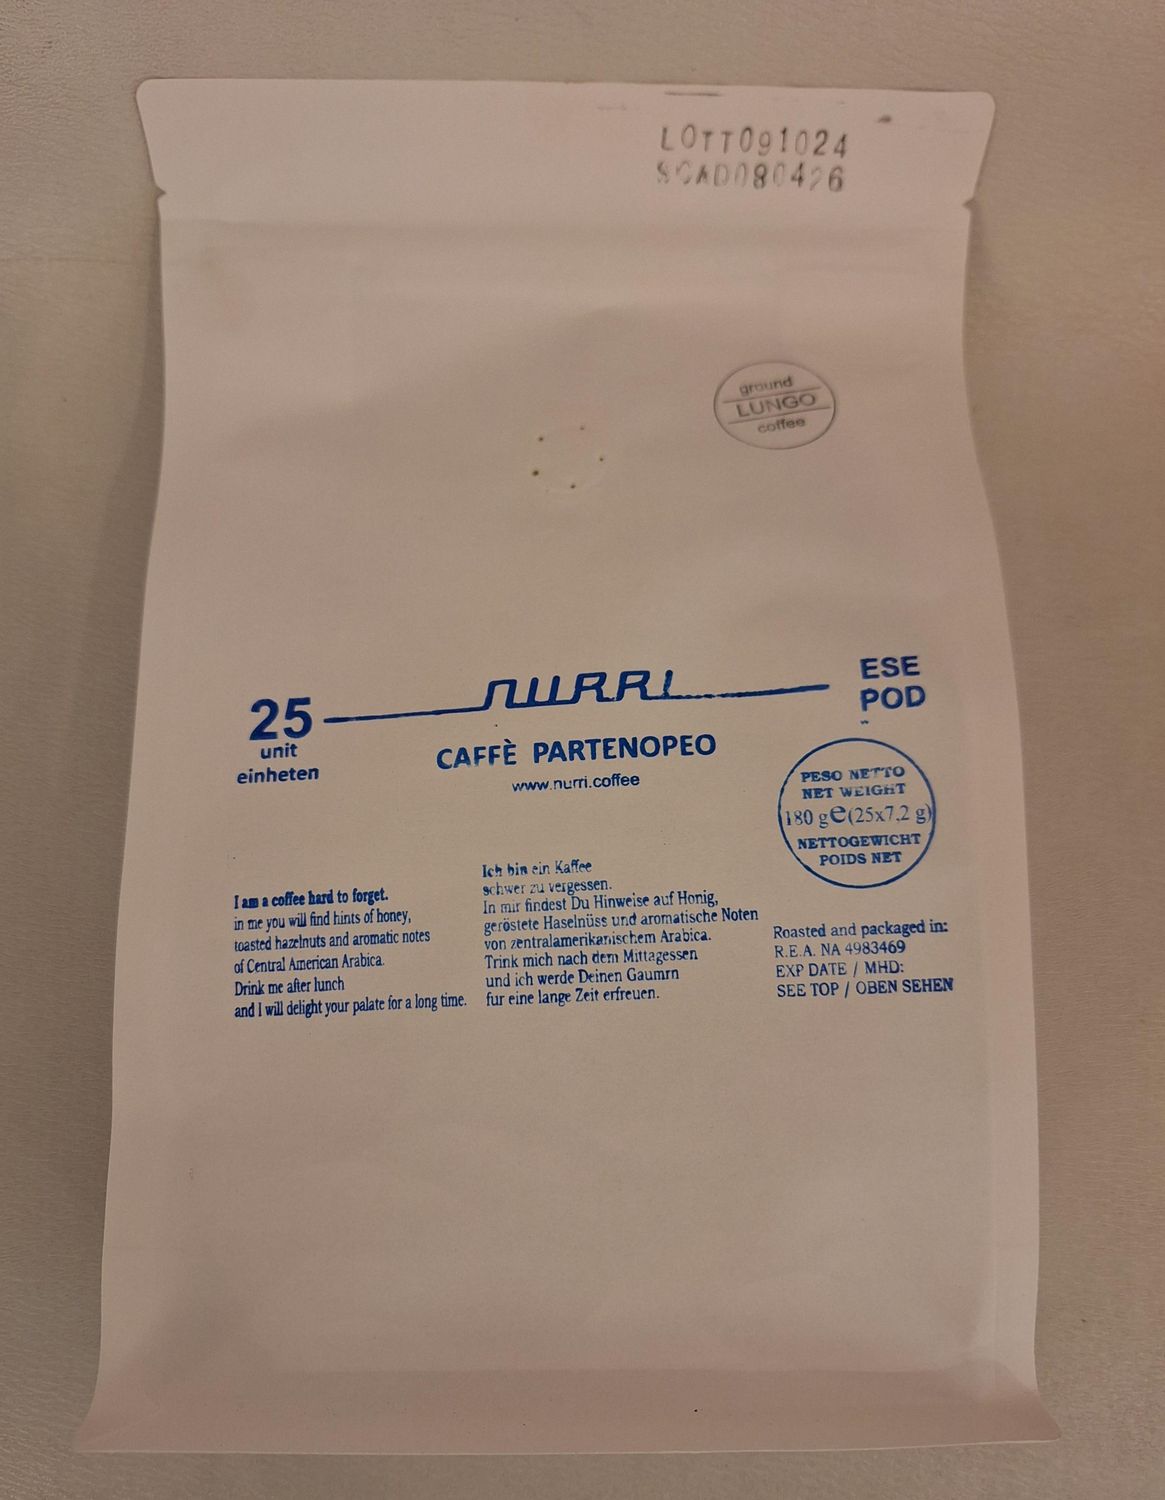 LOTT091024
SCAD080426
ground
LUNGO
coffee
25
unit
einheten
NURRI
CAFFÈ PARTENOPEO
www.nurri.coffee
ESE
POD
PESO NETTO
NET WEIGHT
180 g e (25x7,2 g)
NETTOGEWICHT
POIDS NET
I am a coffee hard to forget.
in me you will find hints of honey,
toasted hazelnuts and aromatic notes
of Central American Arabica.
Drink me after lunch
and I will delight your palate for a long time.
Ich bin ein Kaffee
schwer zu vergessen.
In mir findest Du Hinweise auf Honig,
geröstete Haselnüss und aromatische Noten
von zentralamerikanischem Arabica.
Trink mich nach dem Mittagessen
und ich werde Deinen Gaumrn
fur eine lange Zeit erfreuen.
Roasted and packaged in:
R.E.A. NA 4983469
EXP DATE / MHD:
SEE TOP / OBEN SEHEN